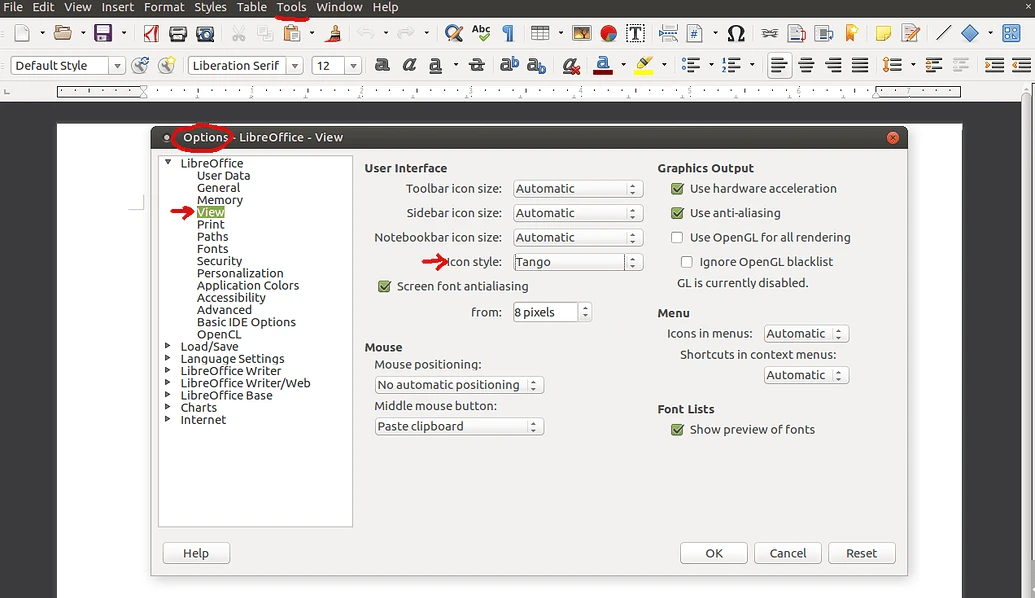 File Edit View Insert Format Styles Table Tools Window Help
Abc
Default Style Liberation Serif 12
Options - LibreOffice - View
LibreOffice
User Data
General
Memory
View
Print
Paths
Fonts
Security
Personalization
Application Colors
Accessibility
Advanced
Basic IDE Options
OpenCL
Load/Save
Language Settings
LibreOffice Writer
LibreOffice Writer/Web
LibreOffice Base
Charts
Internet
User Interface
Toolbar icon size: Automatic
Sidebar icon size: Automatic
Notebookbar icon size: Automatic
Icon style: Tango
Screen font antialiasing
from: 8 pixels
Mouse
Mouse positioning:
No automatic positioning
Middle mouse button:
Paste clipboard
Graphics Output
Use hardware acceleration
Use anti-aliasing
Use OpenGL for all rendering
Ignore OpenGL blacklist
GL is currently disabled.
Menu
Icons in menus: Automatic
Shortcuts in context menus:
Automatic
Font Lists
Show preview of fonts
Help OK Cancel Reset